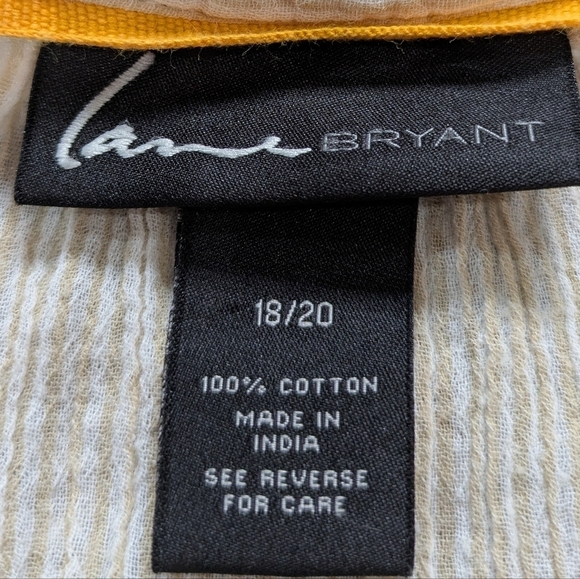 Lane BRYANT
18/20
100% COTTON
MADE IN
INDIA
SEE REVERSE
FOR CARE